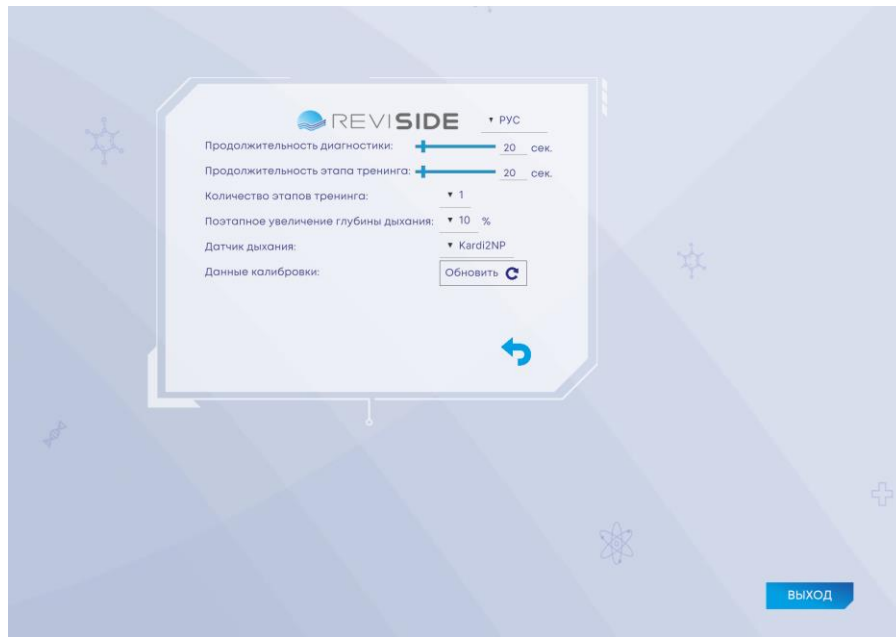 REVISIDE ▾ РУС
Продолжительность диагностики: 20 сек.
Продолжительность этапа тренинга: 20 сек.
Количество этапов тренинга: ▾ 1
Поэтапное увеличение глубины дыхания: ▾ 10 %
Датчик дыхания: ▾ Kardi2NP
Данные калибровки: Обновить
ВЫХОД